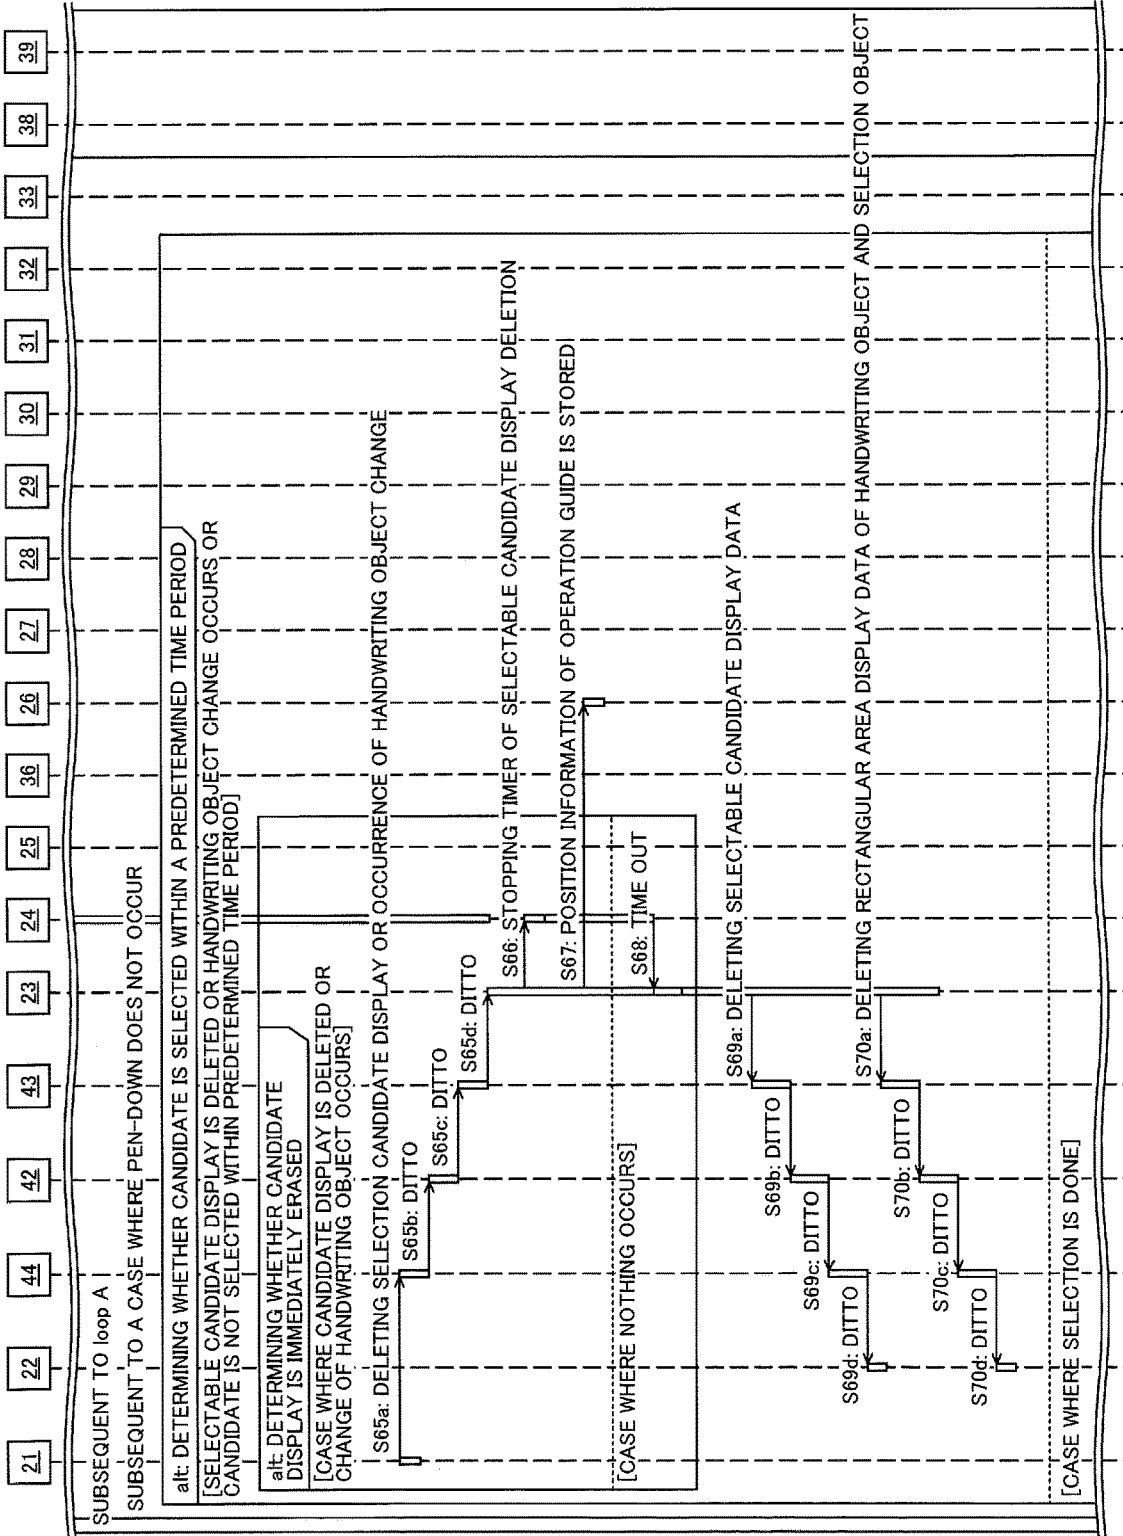 21
22
44
42
43
23
24
25
36
26
27
28
29
30
31
32
33
38
39
SUBSEQUENT TO loop A
SUBSEQUENT TO A CASE WHERE PEN-DOWN DOES NOT OCCUR
alt: DETERMINING WHETHER CANDIDATE IS SELECTED WITHIN A PREDETERMINED TIME PERIOD
[SELECTABLE CANDIDATE DISPLAY IS DELETED OR HANDWRITING OBJECT CHANGE OCCURS OR
CANDIDATE IS NOT SELECTED WITHIN PREDETERMINED TIME PERIOD]
alt: DETERMINING WHETHER CANDIDATE
DISPLAY IS IMMEDIATELY ERASED
[CASE WHERE CANDIDATE DISPLAY IS DELETED OR
CHANGE OF HANDWRITING OBJECT OCCURS]
S65a: DELETING SELECTION CANDIDATE DISPLAY OR OCCURRENCE OF HANDWRITING OBJECT CHANGE
S65b: DITTO
S65c: DITTO
S65d: DITTO
S66: STOPPING TIMER OF SELECTABLE CANDIDATE DISPLAY DELETION
S67: POSITION INFORMATION OF OPERATION GUIDE IS STORED
[CASE WHERE NOTHING OCCURS]
S68: TIME OUT
S69a: DELETING SELECTABLE CANDIDATE DISPLAY DATA
S69b: DITTO
S69c: DITTO
S69d: DITTO
S70a: DELETING RECTANGULAR AREA DISPLAY DATA OF HANDWRITING OBJECT AND SELECTION OBJECT
S70b: DITTO
S70c: DITTO
S70d: DITTO
[CASE WHERE SELECTION IS DONE]